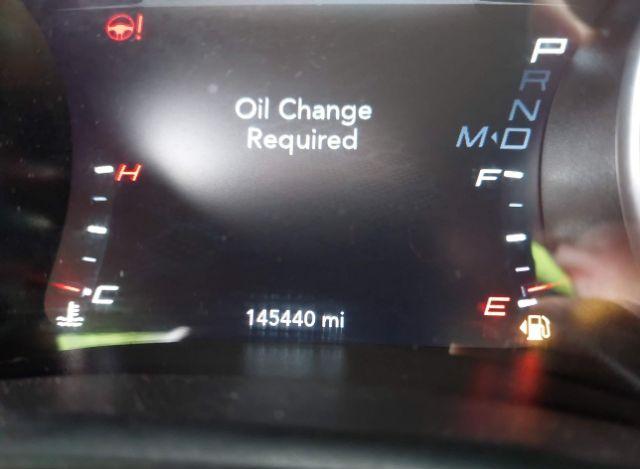 !
P
R
N
M D
Oil Change
Required
H
F
C
E
145440 mi